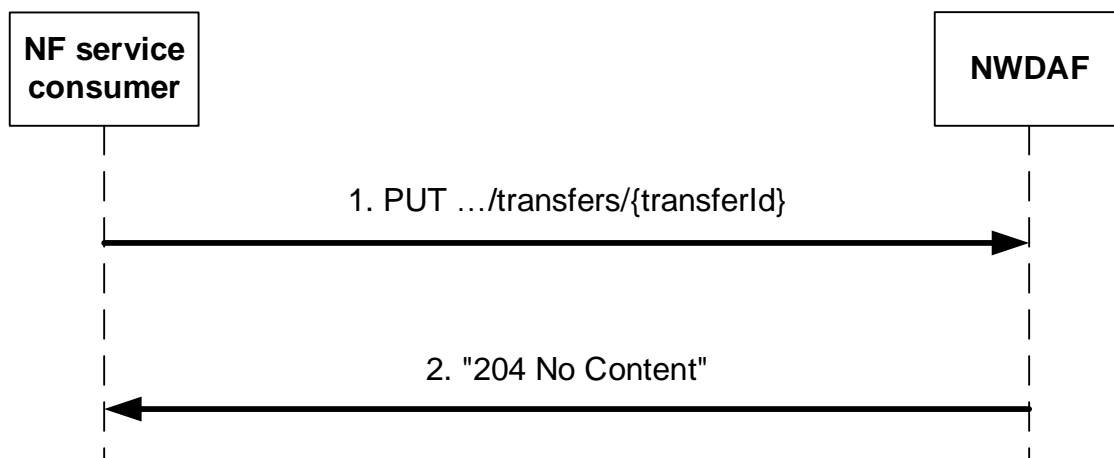 NF service
consumer
NWDAF
1. PUT …/transfers/{transferId}
2. "204 No Content"